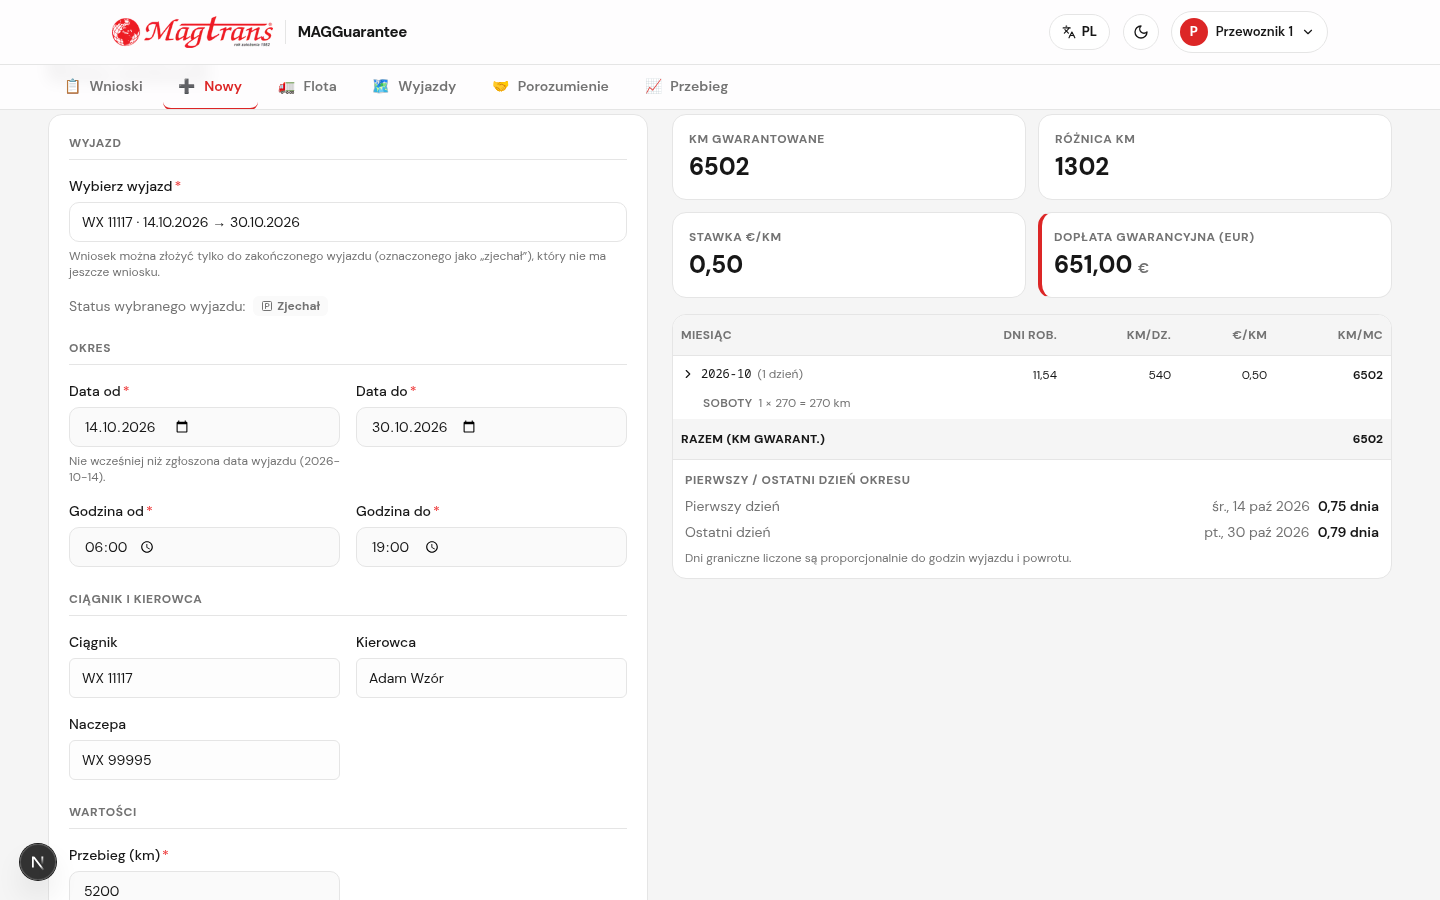 Magtrans
rok założenia 1982
MAGGuarantee
PL
P
Przewoznik 1
Wnioski
Nowy
Flota
Wyjazdy
Porozumienie
Przebieg
WYJAZD
Wybierz wyjazd *
WX 11117 · 14.10.2026 → 30.10.2026
Wniosek można złożyć tylko do zakończonego wyjazdu (oznaczonego jako „zjechał”), który nie ma
jeszcze wniosku.
Status wybranego wyjazdu: P Zjechał
OKRES
Data od *
Data do *
14.10.2026
30.10.2026
Nie wcześniej niż zgłoszona data wyjazdu (2026-
10-14).
Godzina od *
Godzina do *
06:00
19:00
CIĄGNIK I KIEROWCA
Ciągnik
Kierowca
WX 11117
Adam Wzór
Naczepa
WX 99995
WARTOŚCI
Przebieg (km) *
5200
N
KM GWARANTOWANE
6502
RÓŻNICA KM
1302
STAWKA €/KM
0,50
DOPŁATA GWARANCYJNA (EUR)
651,00 €
MIESIĄC DNI ROB. KM/DZ. €/KM KM/MC
2026-10 (1 dzień) 11,54 540 0,50 6502
SOBOTY 1 × 270 = 270 km
RAZEM (KM GWARANT.) 6502
PIERWSZY / OSTATNI DZIEŃ OKRESU
Pierwszy dzień śr., 14 paź 2026 0,75 dnia
Ostatni dzień pt., 30 paź 2026 0,79 dnia
Dni graniczne liczone są proporcjonalnie do godzin wyjazdu i powrotu.